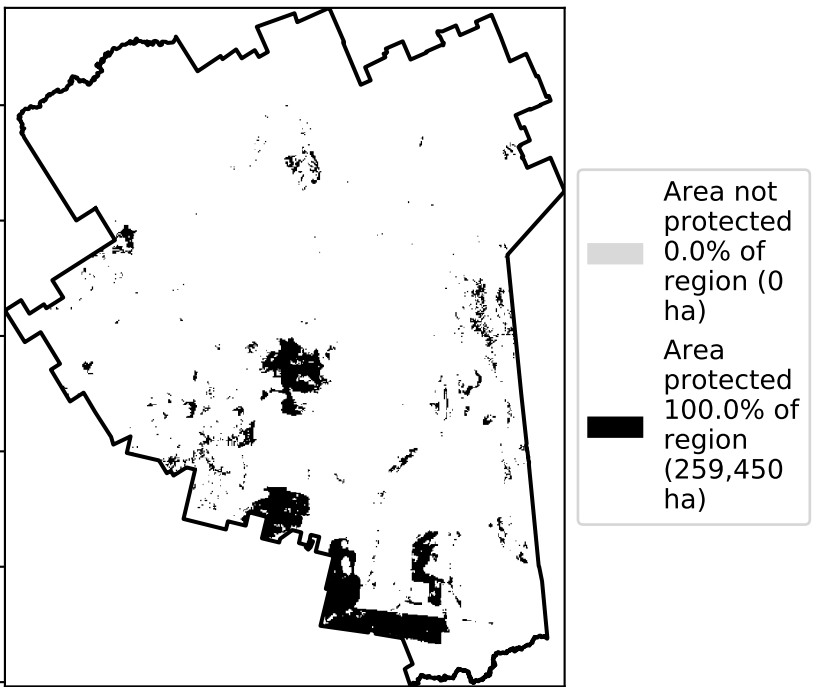 Area not
protected
0.0% of
region (0
ha)
Area
protected
100.0% of
region
(259,450
ha)